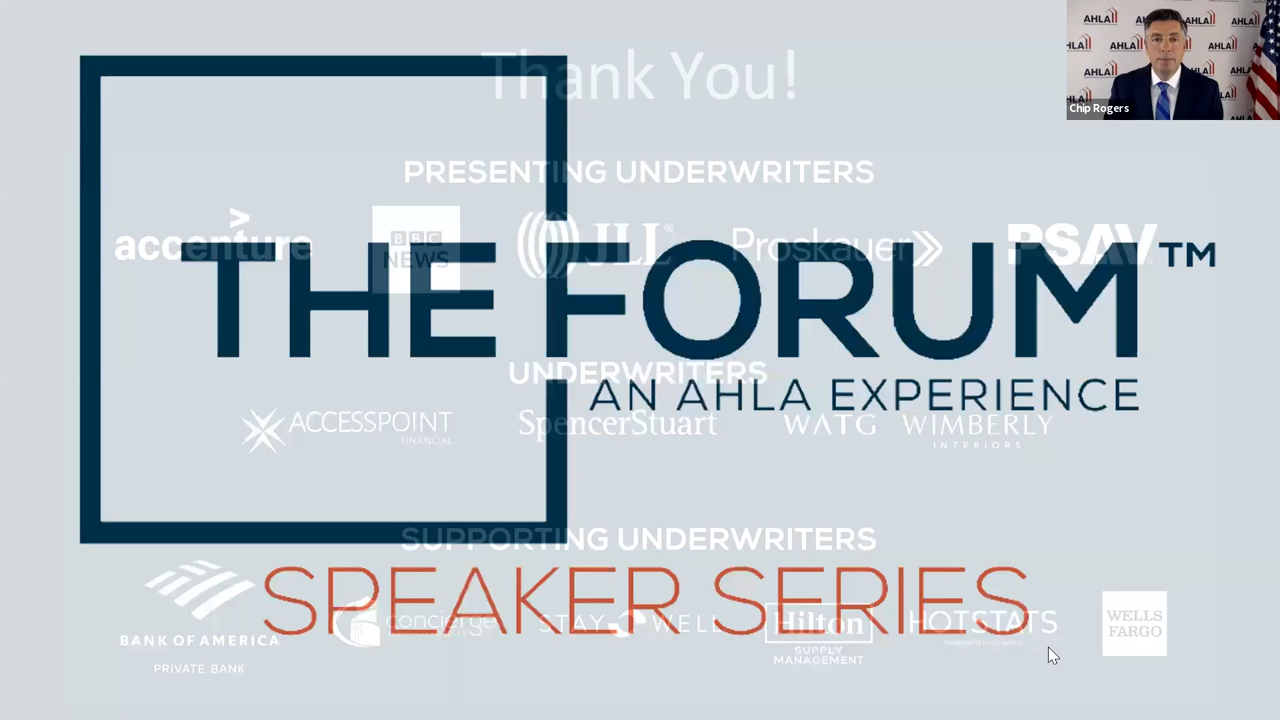 Thank You!
AHLA
Chip Rogers
PRESENTING UNDERWRITERS
accenture
BBC
NEWS
JLL®
Proskauer
PSAV
THE FORUM™
UNDERWRITERS
AN AHLA EXPERIENCE
ACCESSPOINT
FINANCIAL
SpencerStuart
WATG WIMBERLY
INTERIORS
SUPPORTING UNDERWRITERS
SPEAKER SERIES
BANK OF AMERICA
PRIVATE BANK
concierge
STAY WELL
Hilton
SUPPLY
MANAGEMENT
HOTSTATS
WELLS
FARGO